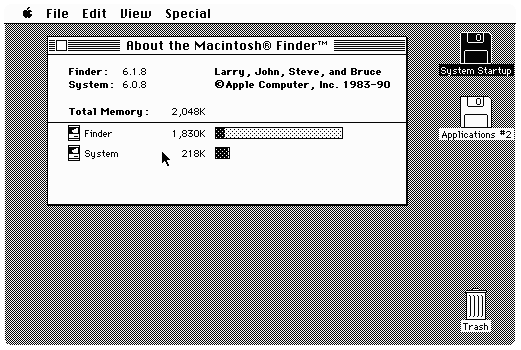 File Edit View Special
About the Macintosh® Finder™
Finder: 6.1.8 Larry, John, Steve, and Bruce
System: 6.0.8 ©Apple Computer, Inc. 1983-90
Total Memory: 2,048K
Finder 1,830K
System 218K
System Startup
Applications #2
Trash